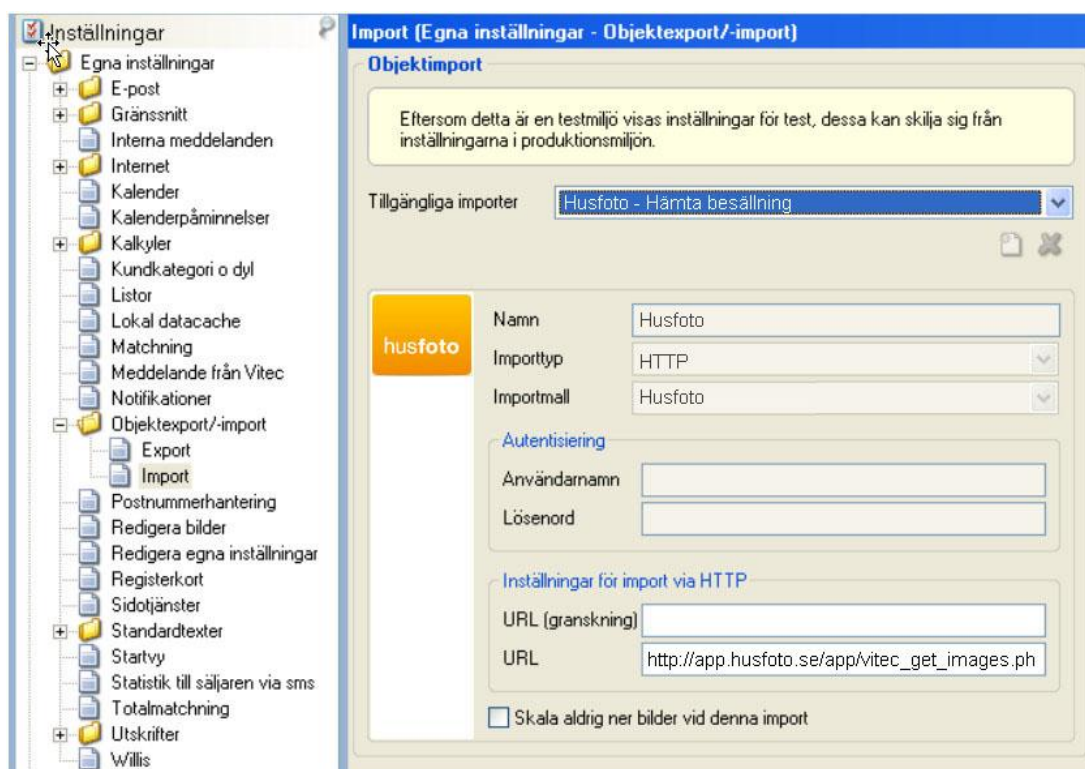 Inställningar
Egna inställningar
E-post
Gränssnitt
Interna meddelanden
Internet
Kalender
Kalenderpåminnelser
Kalkyler
Kundkategori o dyl
Listor
Lokal datacache
Matchning
Meddelande från Vitec
Notifikationer
Objektexport/-import
Export
Import
Postnummerhantering
Redigera bilder
Redigera egna inställningar
Registerkort
Sidotjänster
Standardtexter
Startvy
Statistik till säljaren via sms
Totalmatchning
Utskrifter
Willis
Import (Egna inställningar - Objektexport/-import)
Objektimport
Eftersom detta är en testmiljö visas inställningar för test, dessa kan skilja sig från
inställningarna i produktionsmiljön.
Tillgängliga importer
Husfoto - Hämta besällning
husfoto
Namn
Husfoto
Importtyp
HTTP
Importmall
Husfoto
Autentisiering
Användarnamn
Lösenord
Inställningar för import via HTTP
URL (granskning)
URL
http://app.husfoto.se/app/vitec_get_images.ph
Skala aldrig ner bilder vid denna import